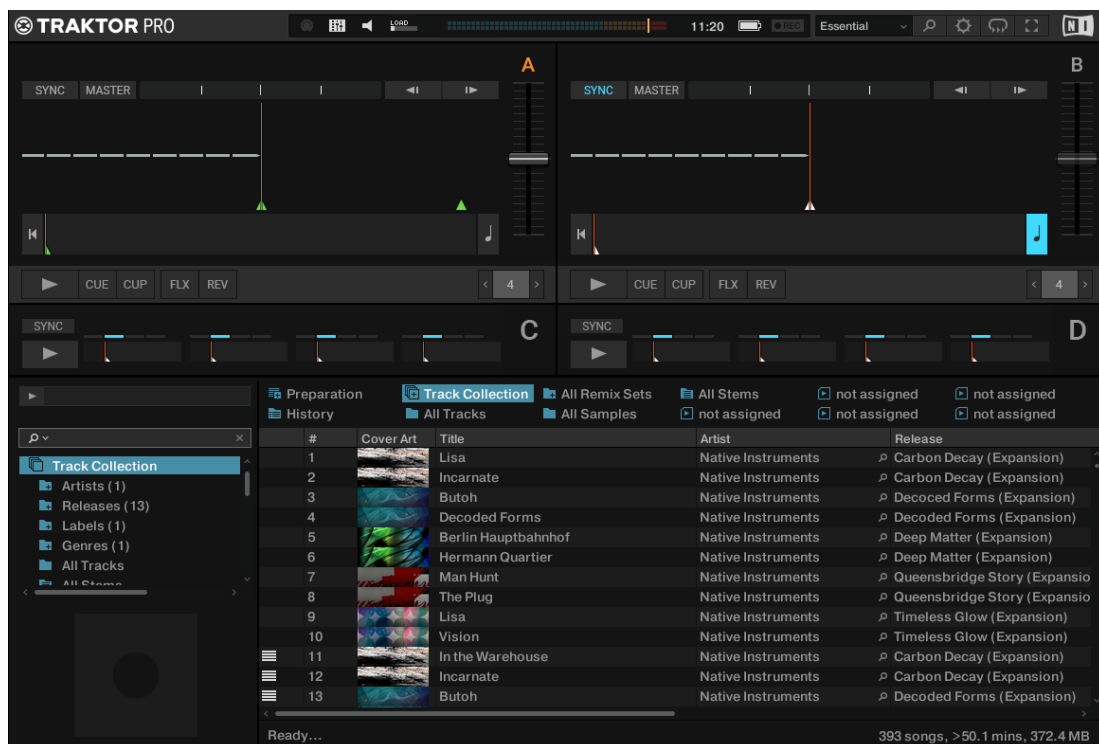 TRAKTOR PRO LOAD 11:20 REC Essential
A
B
SYNC MASTER
SYNC MASTER
CUE CUP FLX REV 4
CUE CUP FLX REV 4
SYNC C
SYNC D
Preparation Track Collection All Remix Sets All Stems not assigned not assigned
History All Tracks All Samples not assigned not assigned not assigned
Track Collection
Artists (1)
Releases (13)
Labels (1)
Genres (1)
All Tracks
All Stems
# Cover Art Title Artist Release
1 Lisa Native Instruments Carbon Decay (Expansion)
2 Incarnate Native Instruments Carbon Decay (Expansion)
3 Butoh Native Instruments Decoced Forms (Expansion)
4 Decoded Forms Native Instruments Decoded Forms (Expansion)
5 Berlin Hauptbahnhof Native Instruments Deep Matter (Expansion)
6 Hermann Quartier Native Instruments Deep Matter (Expansion)
7 Man Hunt Native Instruments Queensbridge Story (Expansio
8 The Plug Native Instruments Queensbridge Story (Expansio
9 Lisa Native Instruments Timeless Glow (Expansion)
10 Vision Native Instruments Timeless Glow (Expansion)
11 In the Warehouse Native Instruments Carbon Decay (Expansion)
12 Incarnate Native Instruments Carbon Decay (Expansion)
13 Butoh Native Instruments Decoded Forms (Expansion)
Ready...
393 songs, >50.1 mins, 372.4 MB